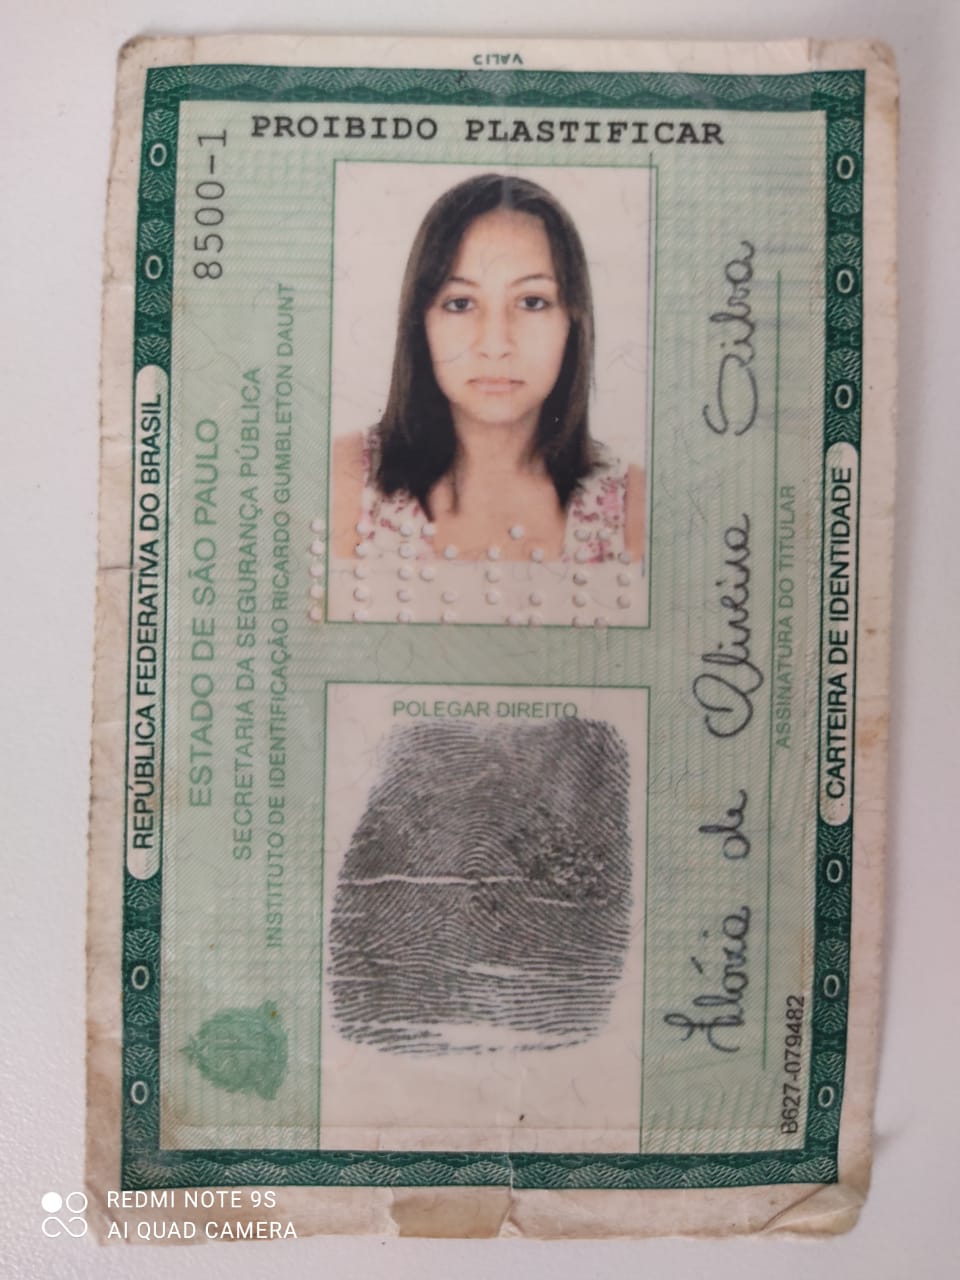 VALID
PROIBIDO PLASTIFICAR
8500-1
REPÚBLICA FEDERATIVA DO BRASIL
ESTADO DE SÃO PAULO
SECRETARIA DA SEGURANÇA PÚBLICA
INSTITUTO DE IDENTIFICAÇÃO RICARDO GUMBLETON DAUNT
POLEGAR DIREITO
de Oliveira Silva
ASSINATURA DO TITULAR
CARTEIRA DE IDENTIDADE
B627-079482
REDMI NOTE 9S
AI QUAD CAMERA